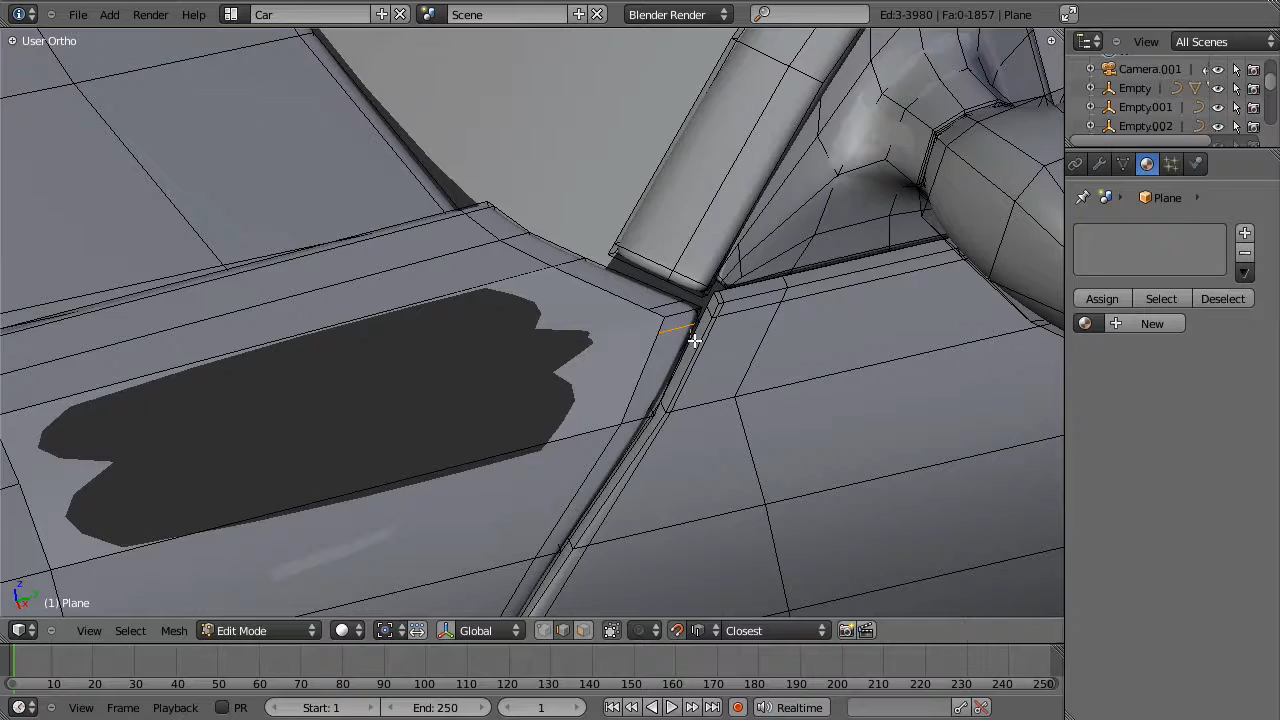 File Add Render Help Car Scene Blender Render Ed:3-3980 | Fa:0-1857 | Plane
User Ortho
View All Scenes
Camera.001
Empty
Empty.001
Empty.002
Plane
Assign Select Deselect
New
(1) Plane
View Select Mesh Edit Mode Global Closest
10 20 30 40 50 60 70 80 90 100 110 120 130 140 150 160 170 180 190 200 210 220 230 240 250
View Frame Playback PR Start: 1 End: 250 1 Realtime